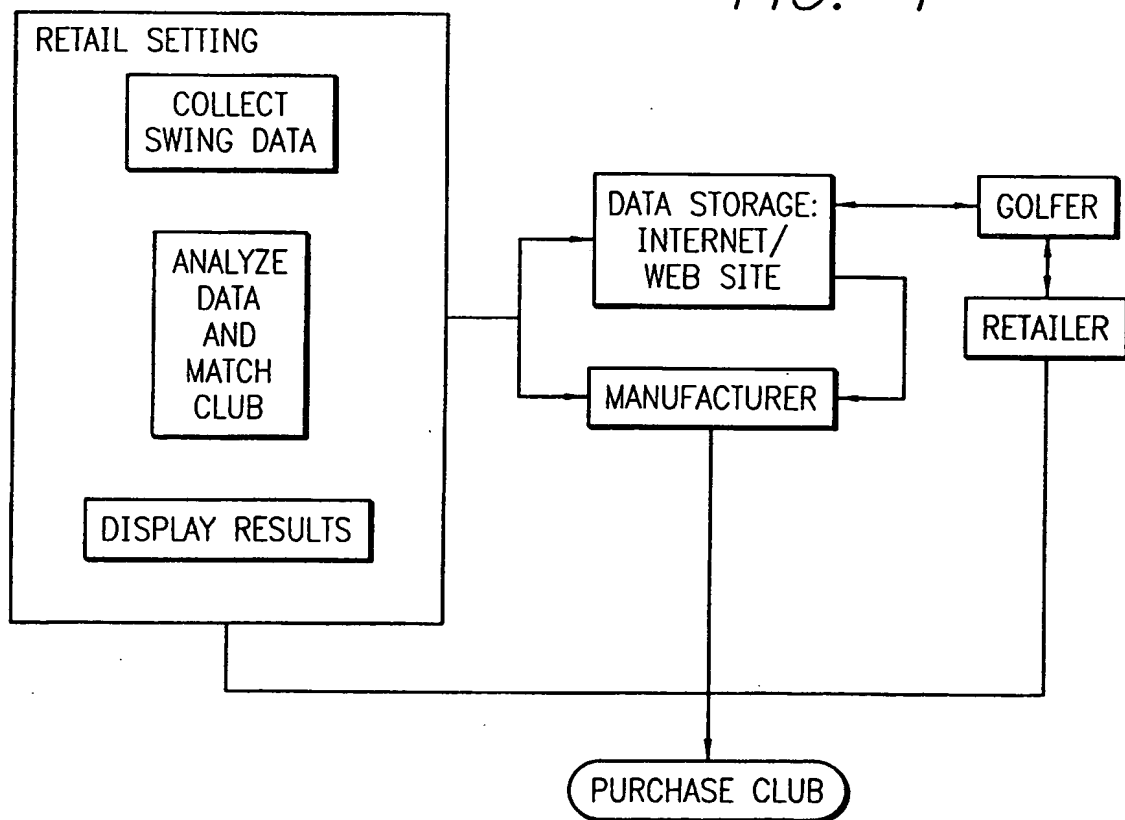 RETAIL SETTING
COLLECT
SWING DATA
ANALYZE
DATA
AND
MATCH
CLUB
DISPLAY RESULTS
DATA STORAGE:
INTERNET/
WEB SITE
MANUFACTURER
GOLFER
RETAILER
PURCHASE CLUB